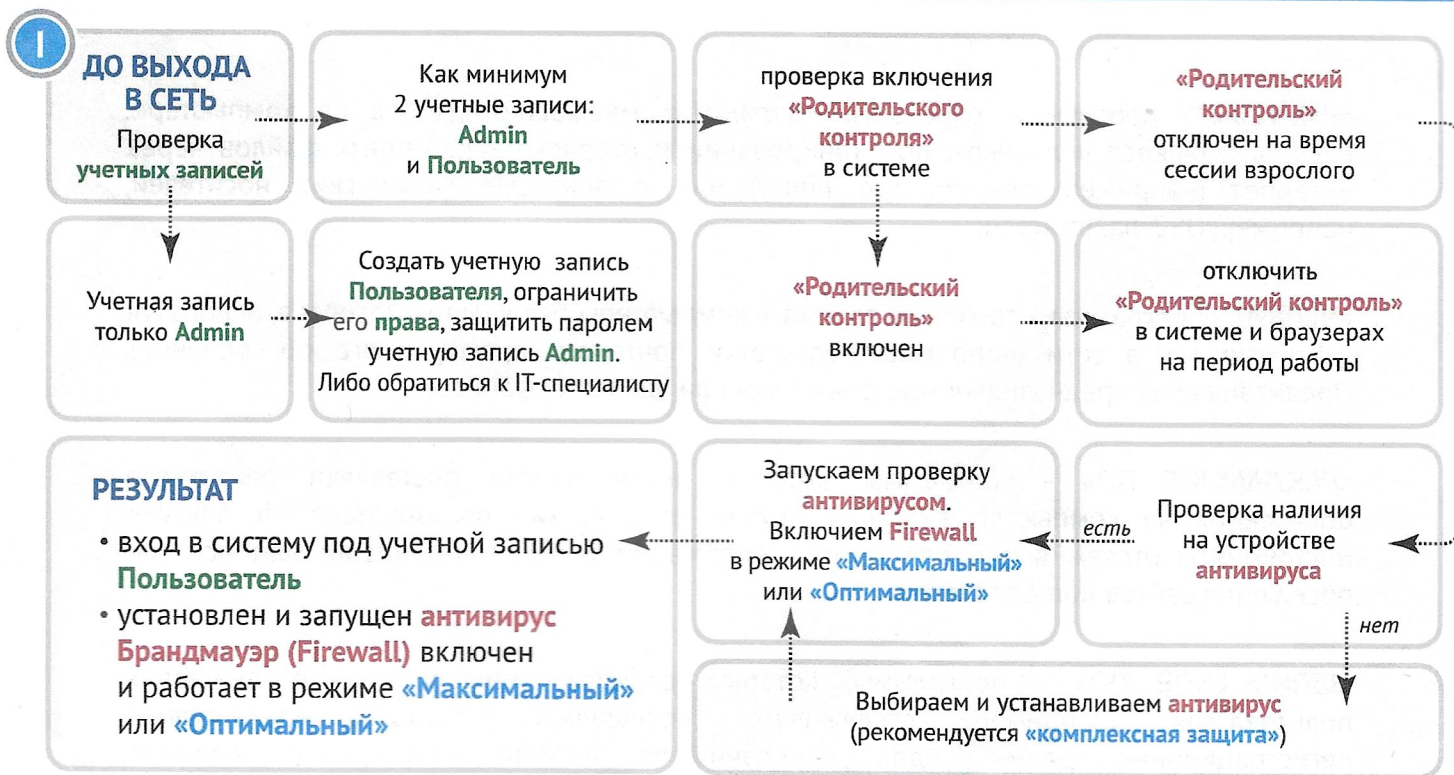 I
ДО ВЫХОДА
В СЕТЬ
Проверка
учетных записей
Как минимум
2 учетные записи:
Admin
и Пользователь
проверка включения
«Родительского
контроля»
в системе
«Родительский
контроль»
отключен на время
сессии взрослого
Учетная запись
только Admin
Создать учетную запись
Пользователя, ограничить
его права, защитить паролем
учетную запись Admin.
Либо обратиться к IT-специалисту
«Родительский
контроль»
включен
отключить
«Родительский контроль»
в системе и браузерах
на период работы
Проверка наличия
на устройстве
антивируса
есть
нет
Выбираем и устанавливаем антивирус
(рекомендуется «комплексная защита»)
Запускаем проверку
антивирусом.
Включием Firewall
в режиме «Максимальный»
или «Оптимальный»
РЕЗУЛЬТАТ
• вход в систему под учетной записью
Пользователь
• установлен и запущен антивирус
Брандмауэр (Firewall) включен
и работает в режиме «Максимальный»
или «Оптимальный»